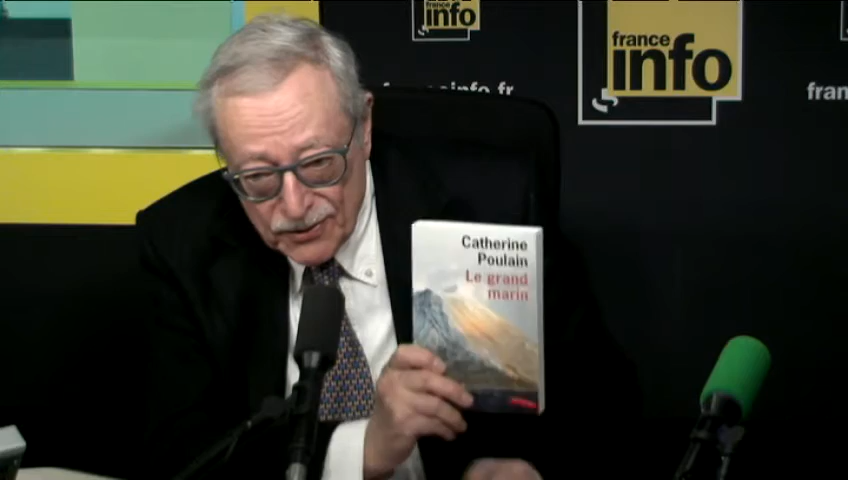 france
info
franceinfo.fr
france
info
fran
Catherine
Poulain
Le grand
marin